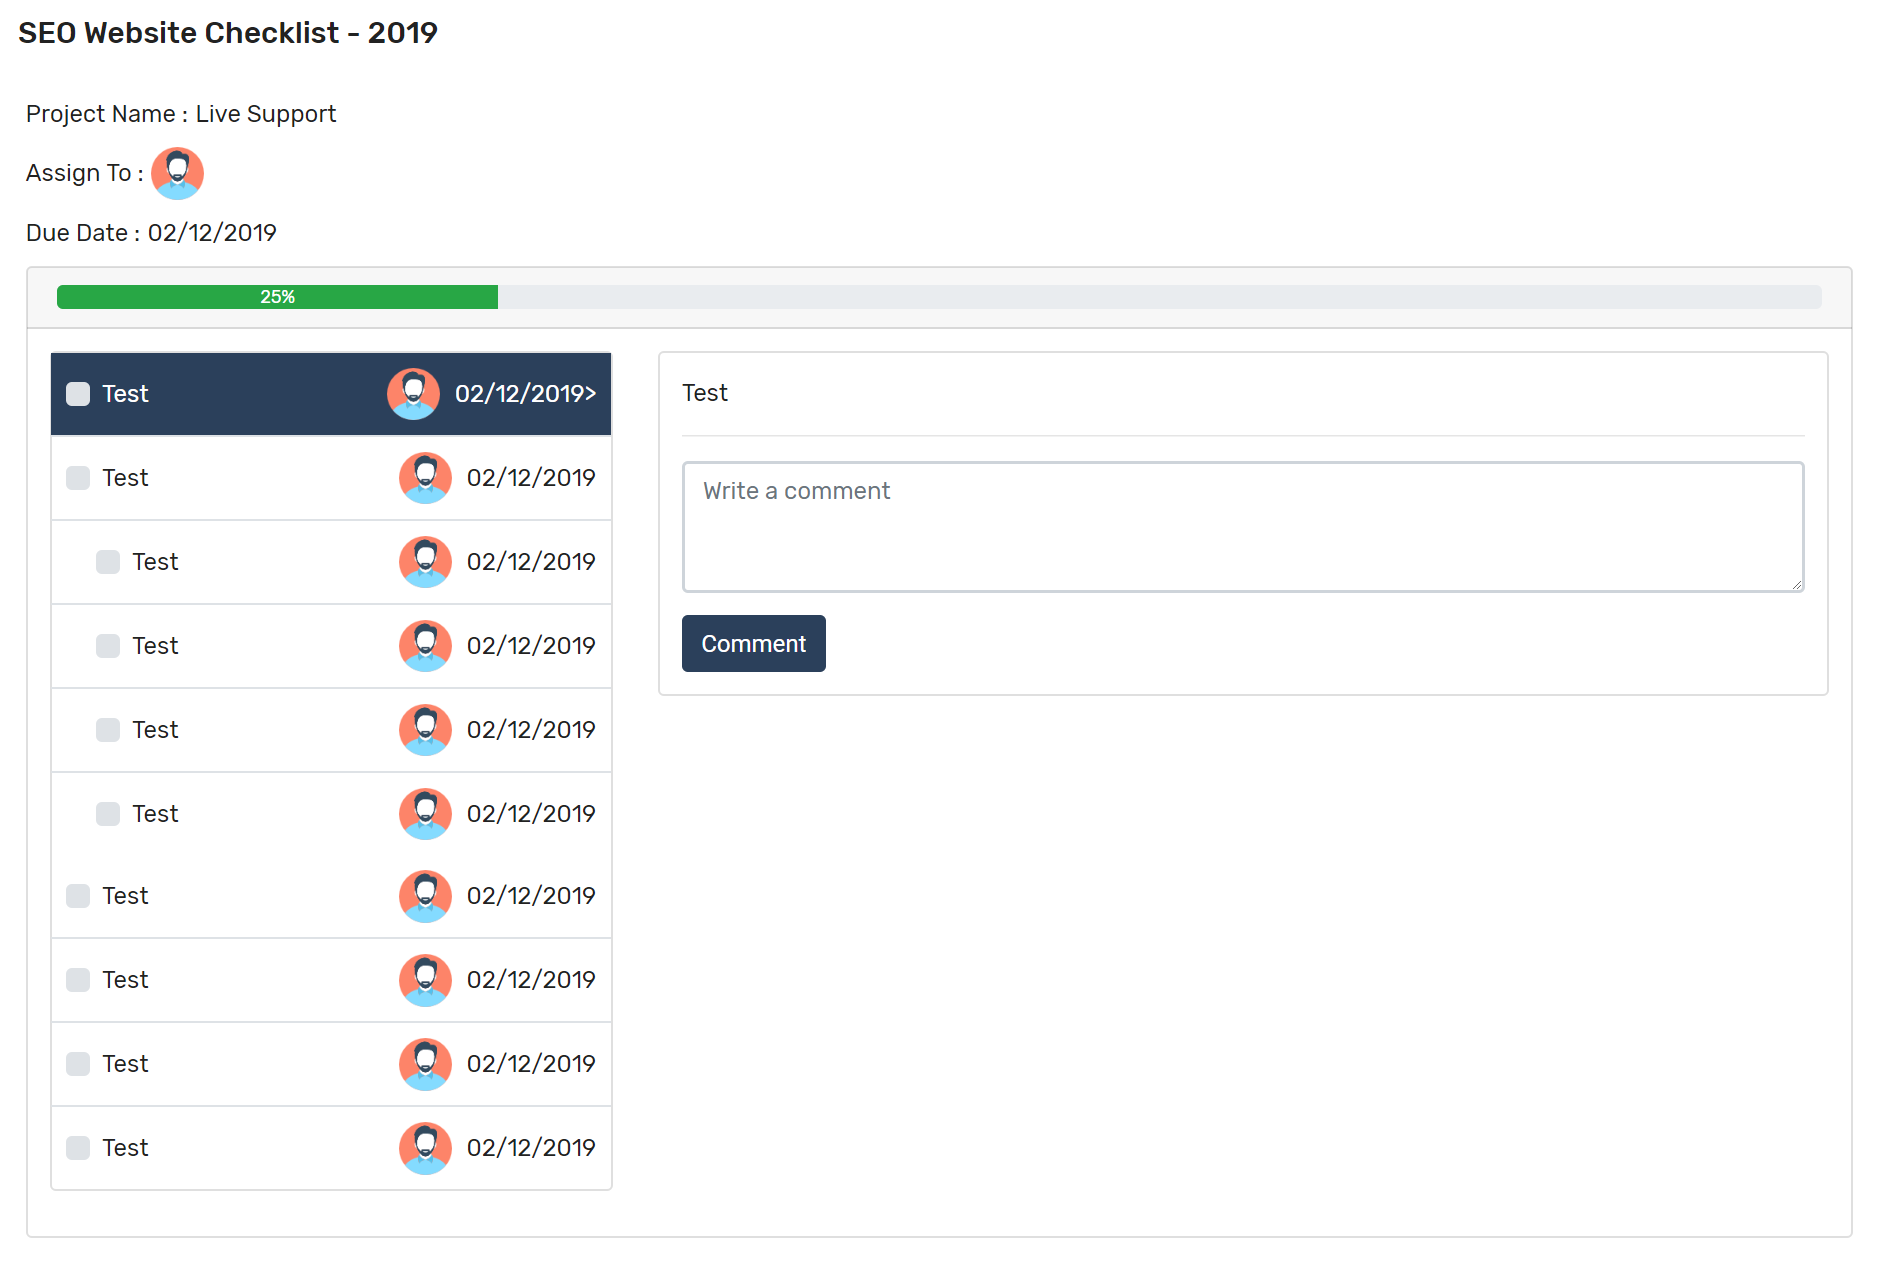 SEO Website Checklist - 2019
Project Name : Live Support
Assign To :
Due Date : 02/12/2019
25%
Test 02/12/2019>
Test 02/12/2019
Test 02/12/2019
Test 02/12/2019
Test 02/12/2019
Test 02/12/2019
Test 02/12/2019
Test 02/12/2019
Test 02/12/2019
Test 02/12/2019
Test
Write a comment
Comment